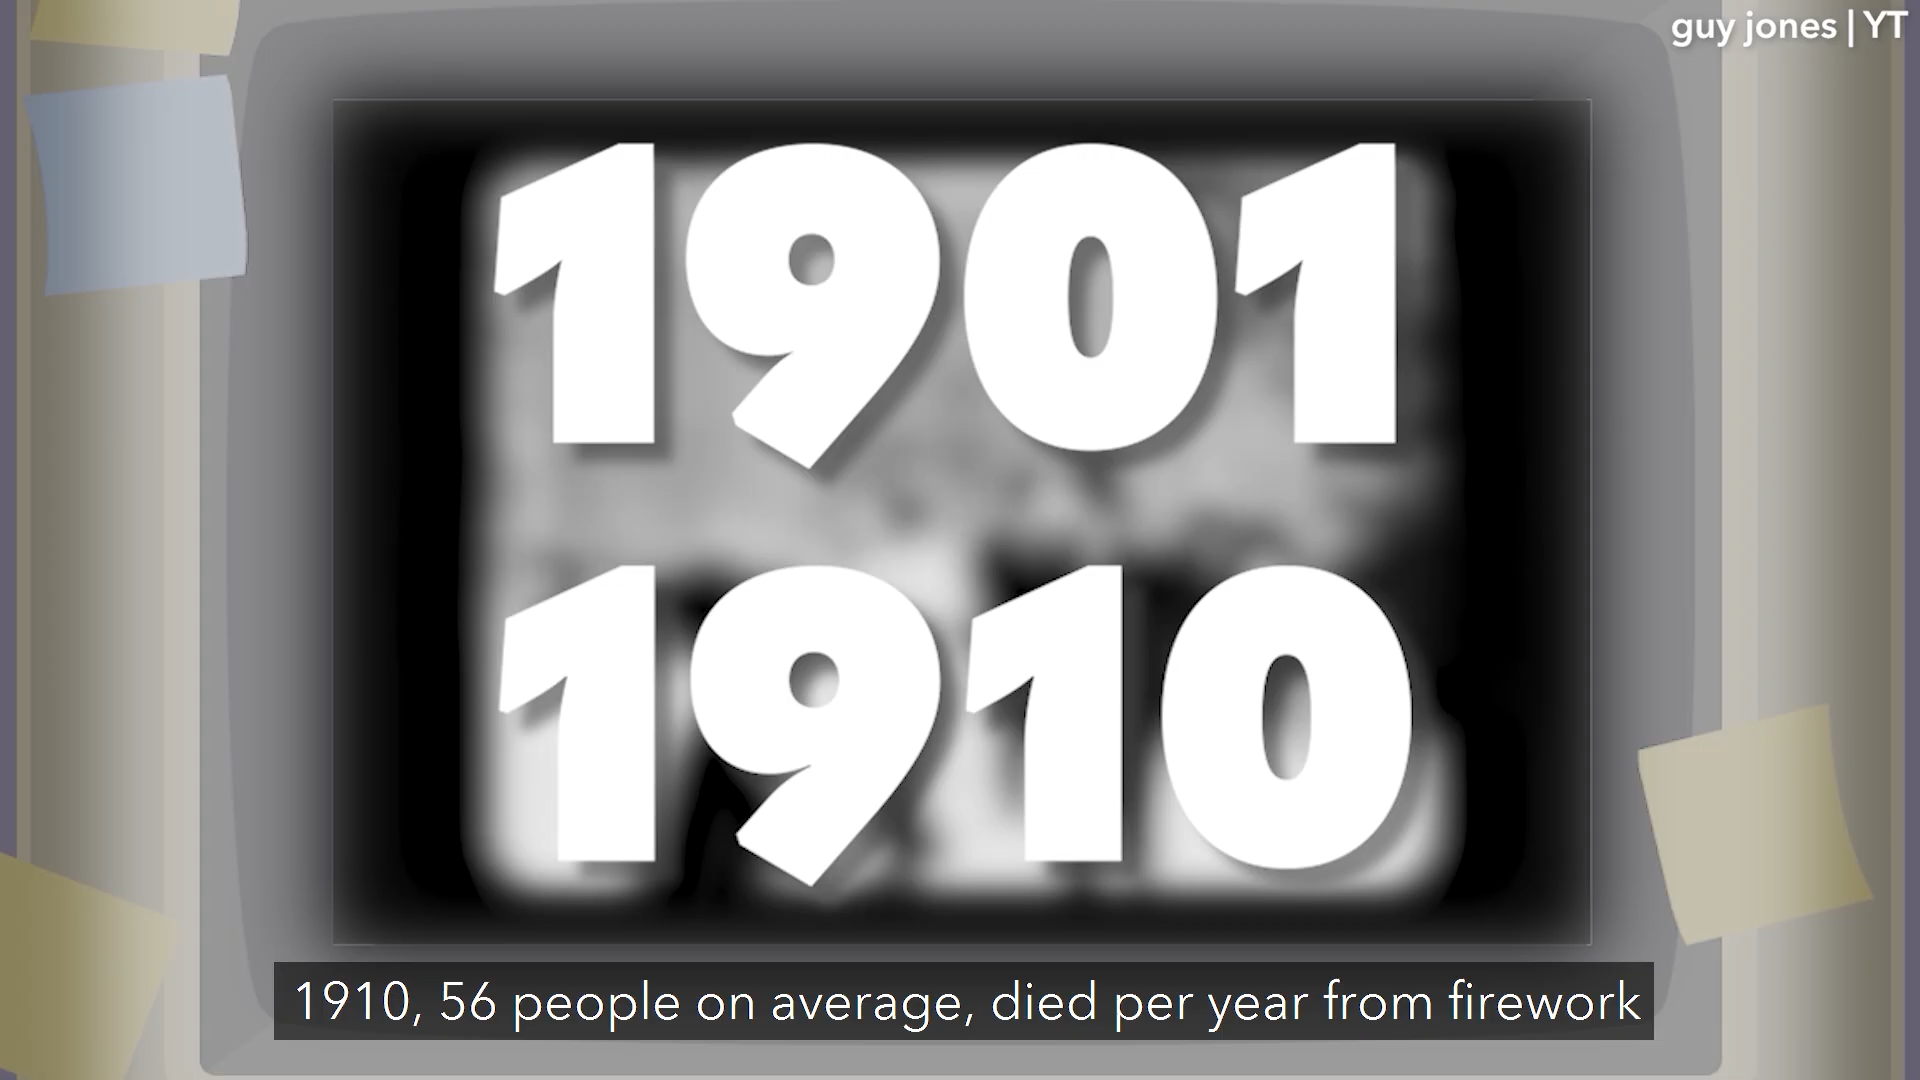 guy jones | YT
1901
1910
1910, 56 people on average, died per year from firework